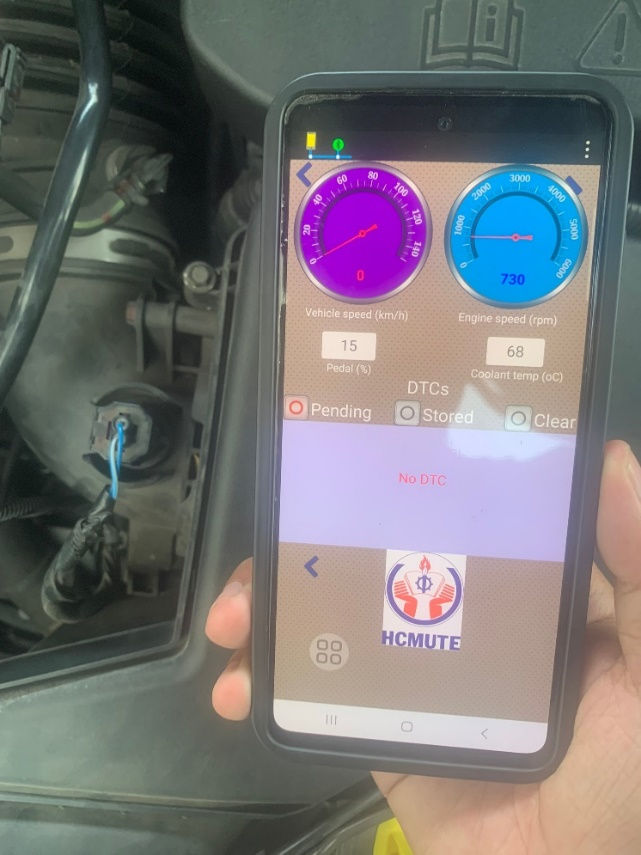 0 20 40 60 80 100 120 140
0
0 1000 2000 3000 4000 5000 6000
730
Vehicle speed (km/h)
Engine speed (rpm)
15
68
Pedal (%)
Coolant temp (oC)
DTCs
Pending
Stored
Clear
No DTC
HCMUTE